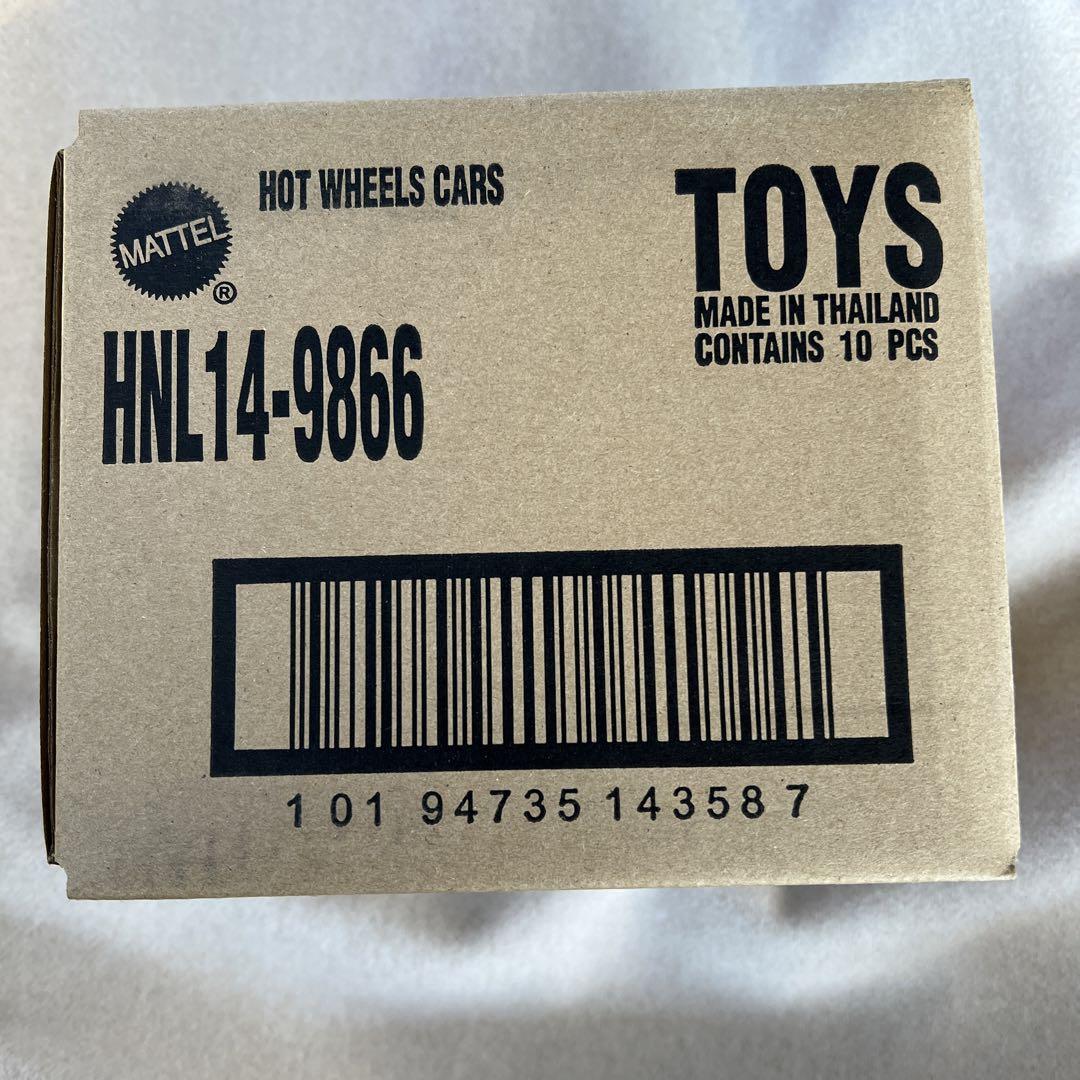 MATTEL
®
HOT WHEELS CARS
HNL14-9866
TOYS
MADE IN THAILAND
CONTAINS 10 PCS
1 01 94735 14358 7